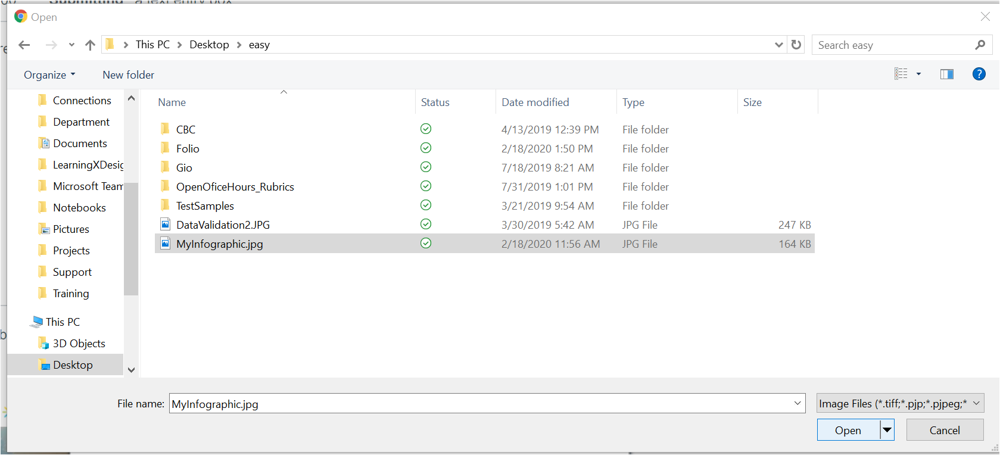 Submitting a text entry box
Open
This PC Desktop easy
Search easy
Organize New folder
?
Name Status Date modified Type Size
Connections
Department
Documents
LearningXDesig
Microsoft Team
Notebooks
Pictures
Projects
Support
Training
This PC
3D Objects
Desktop
CBC 4/13/2019 12:39 PM File folder
Folio 2/18/2020 1:50 PM File folder
Gio 7/18/2019 8:21 AM File folder
OpenOficeHours_Rubrics 7/31/2019 1:01 PM File folder
TestSamples 3/21/2019 9:54 AM File folder
DataValidation2.JPG 3/30/2019 5:42 AM JPG File 247 KB
MyInfographic.jpg 2/18/2020 11:56 AM JPG File 164 KB
File name: MyInfographic.jpg Image Files (*.tiff;*.pjp;*.pjpeg;*
Open Cancel